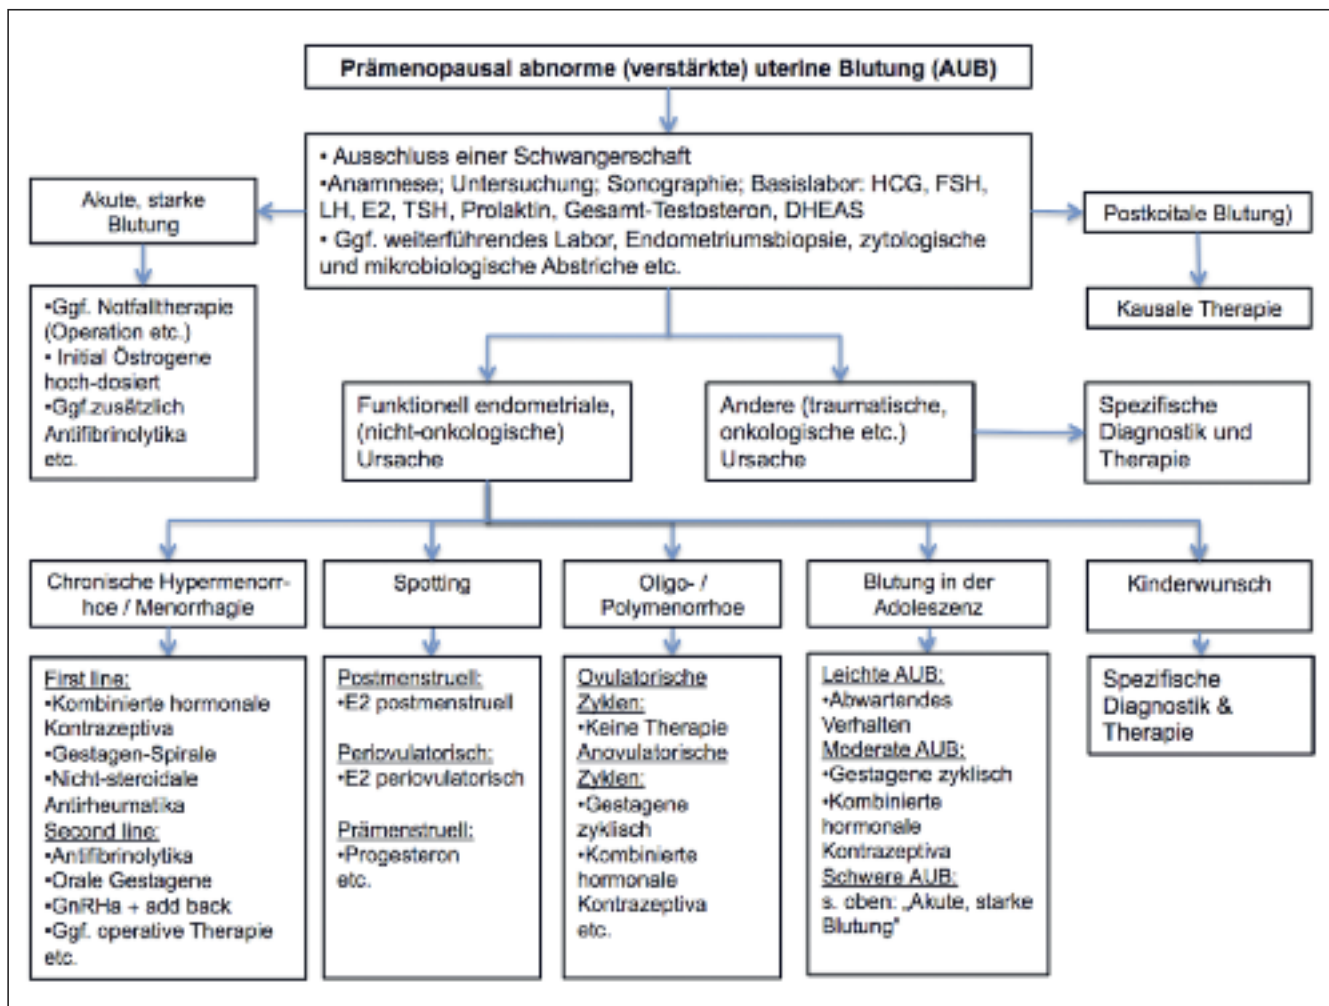 Prämenopausal abnorme (verstärkte) uterine Blutung (AUB)
• Ausschluss einer Schwangerschaft
•Anamnese; Untersuchung; Sonographie; Basislabor: HCG, FSH,
LH, E2, TSH, Prolaktin, Gesamt-Testosteron, DHEAS
• Ggf. weiterführendes Labor, Endometriumsbiopsie, zytologische
und mikrobiologische Abstriche etc.
Akute, starke
Blutung
Postkoitale Blutung)
•Ggf. Notfalltherapie
(Operation etc.)
• Initial Östrogene
hoch-dosiert
•Ggf.zusätzlich
Antifibrinolytika
etc.
Kausale Therapie
Funktionell endometriale,
(nicht-onkologische)
Ursache
Andere (traumatische,
onkologische etc.)
Ursache
Spezifische
Diagnostik und
Therapie
Chronische Hypermenorr-
hoe / Menorrhagie
Spotting
Oligo- /
Polymenorrhoe
Blutung in der
Adoleszenz
Kinderwunsch
First line:
•Kombinierte hormonale
Kontrazeptiva
•Gestagen-Spirale
•Nicht-steroidale
Antirheumatika
Second line:
•Antifibrinolytika
•Orale Gestagene
•GnRHa + add back
•Ggf. operative Therapie
etc.
Postmenstruell:
•E2 postmenstruell
Periovulatorisch:
•E2 periovulatorisch
Prämenstruell:
•Progesteron
etc.
Ovulatorische
Zyklen:
•Keine Therapie
Anovulatorische
Zyklen:
•Gestagene
zyklisch
•Kombinierte
hormonale
Kontrazeptiva
etc.
Leichte AUB:
•Abwartendes
Verhalten
Moderate AUB:
•Gestagene zyklisch
•Kombinierte
hormonale
Kontrazeptiva
Schwere AUB:
s. oben: „Akute, starke
Blutung"
Spezifische
Diagnostik &
Therapie